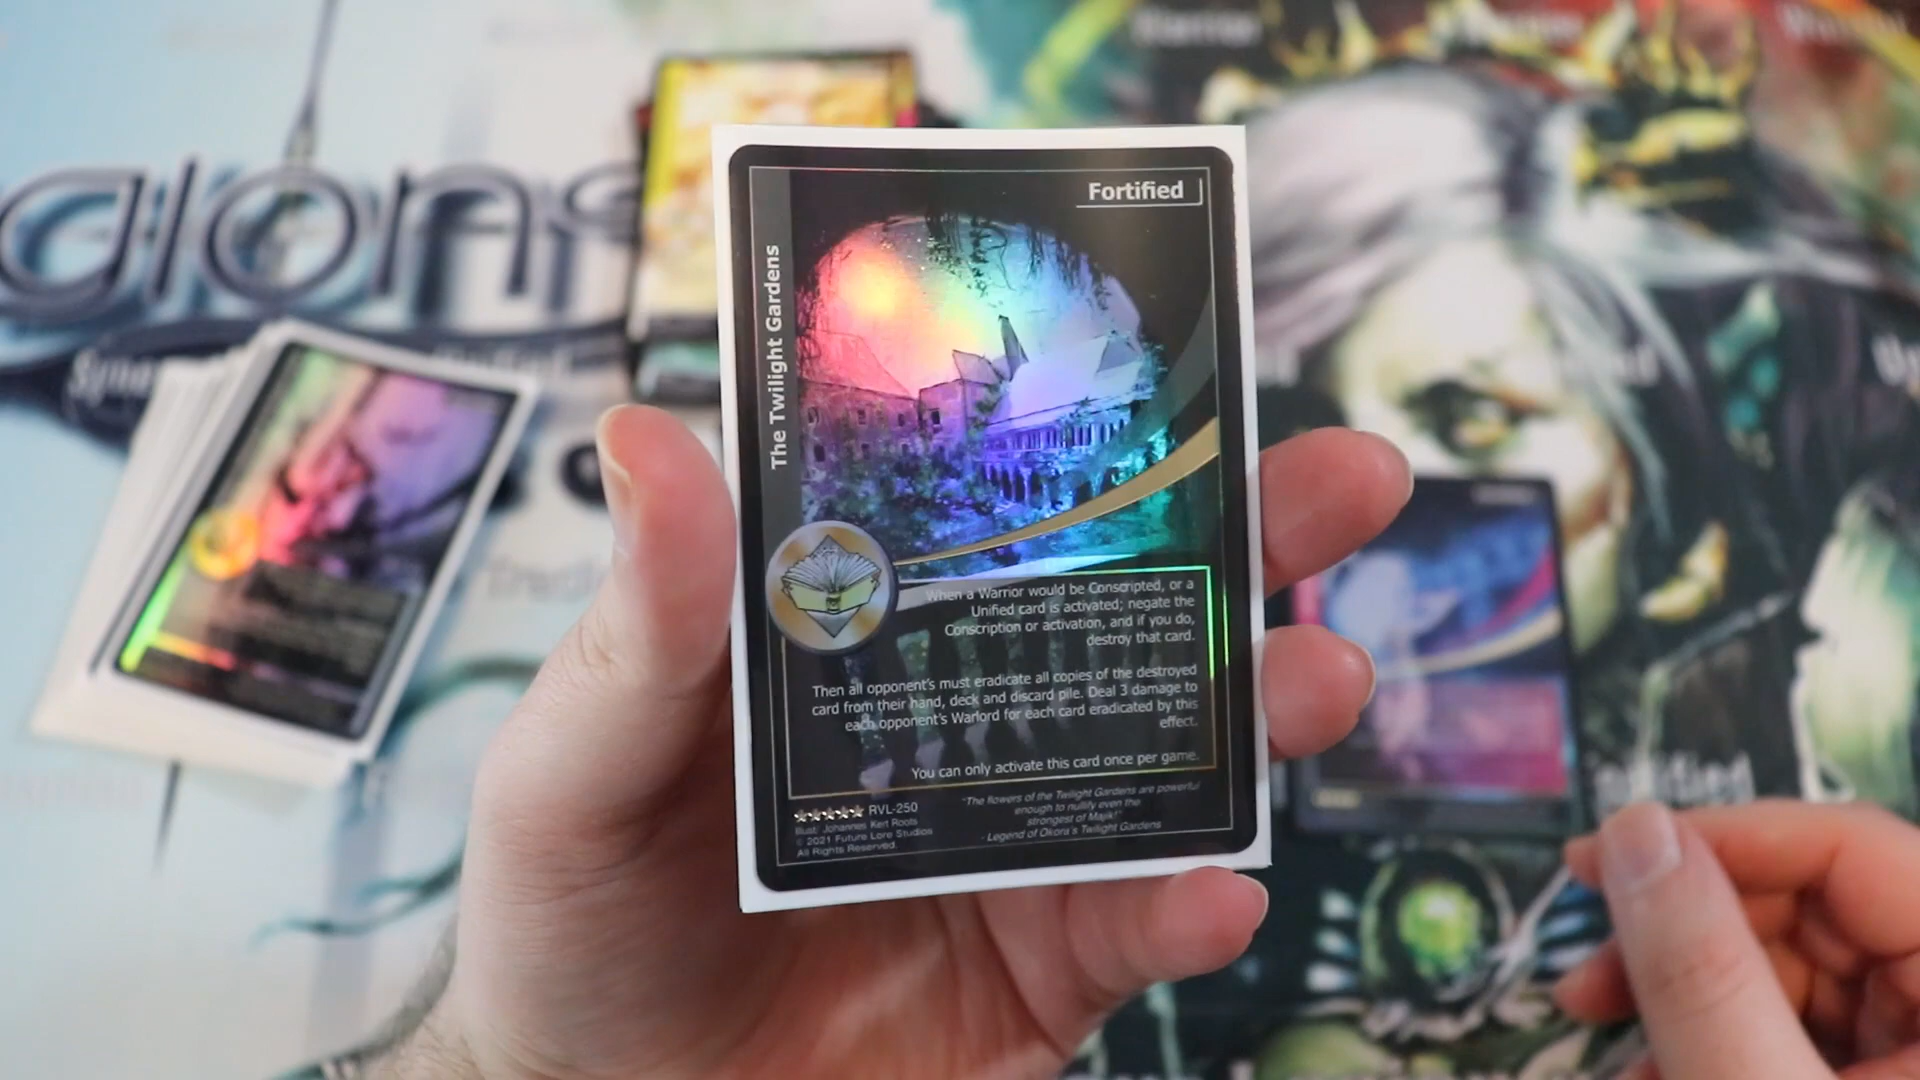 Fortified
The Twilight Gardens
When a Warrior would be Conscripted, or a
Unified card is activated; negate the
Conscription or activation, and if you do,
destroy that card.
Then all opponent's must eradicate all copies of the destroyed
card from their hand, deck and discard pile. Deal 3 damage to
each opponent's Warlord for each card eradicated by this
effect.
You can only activate this card once per game.
RVL-250
Illust: Johannes Kert Roots
© 2021 Future Lore Studios
All Rights Reserved.
"The flowers of the Twilight Gardens are powerful
enough to nullify even the
strongest of Majik!"
- Legend of Okora's Twilight Gardens